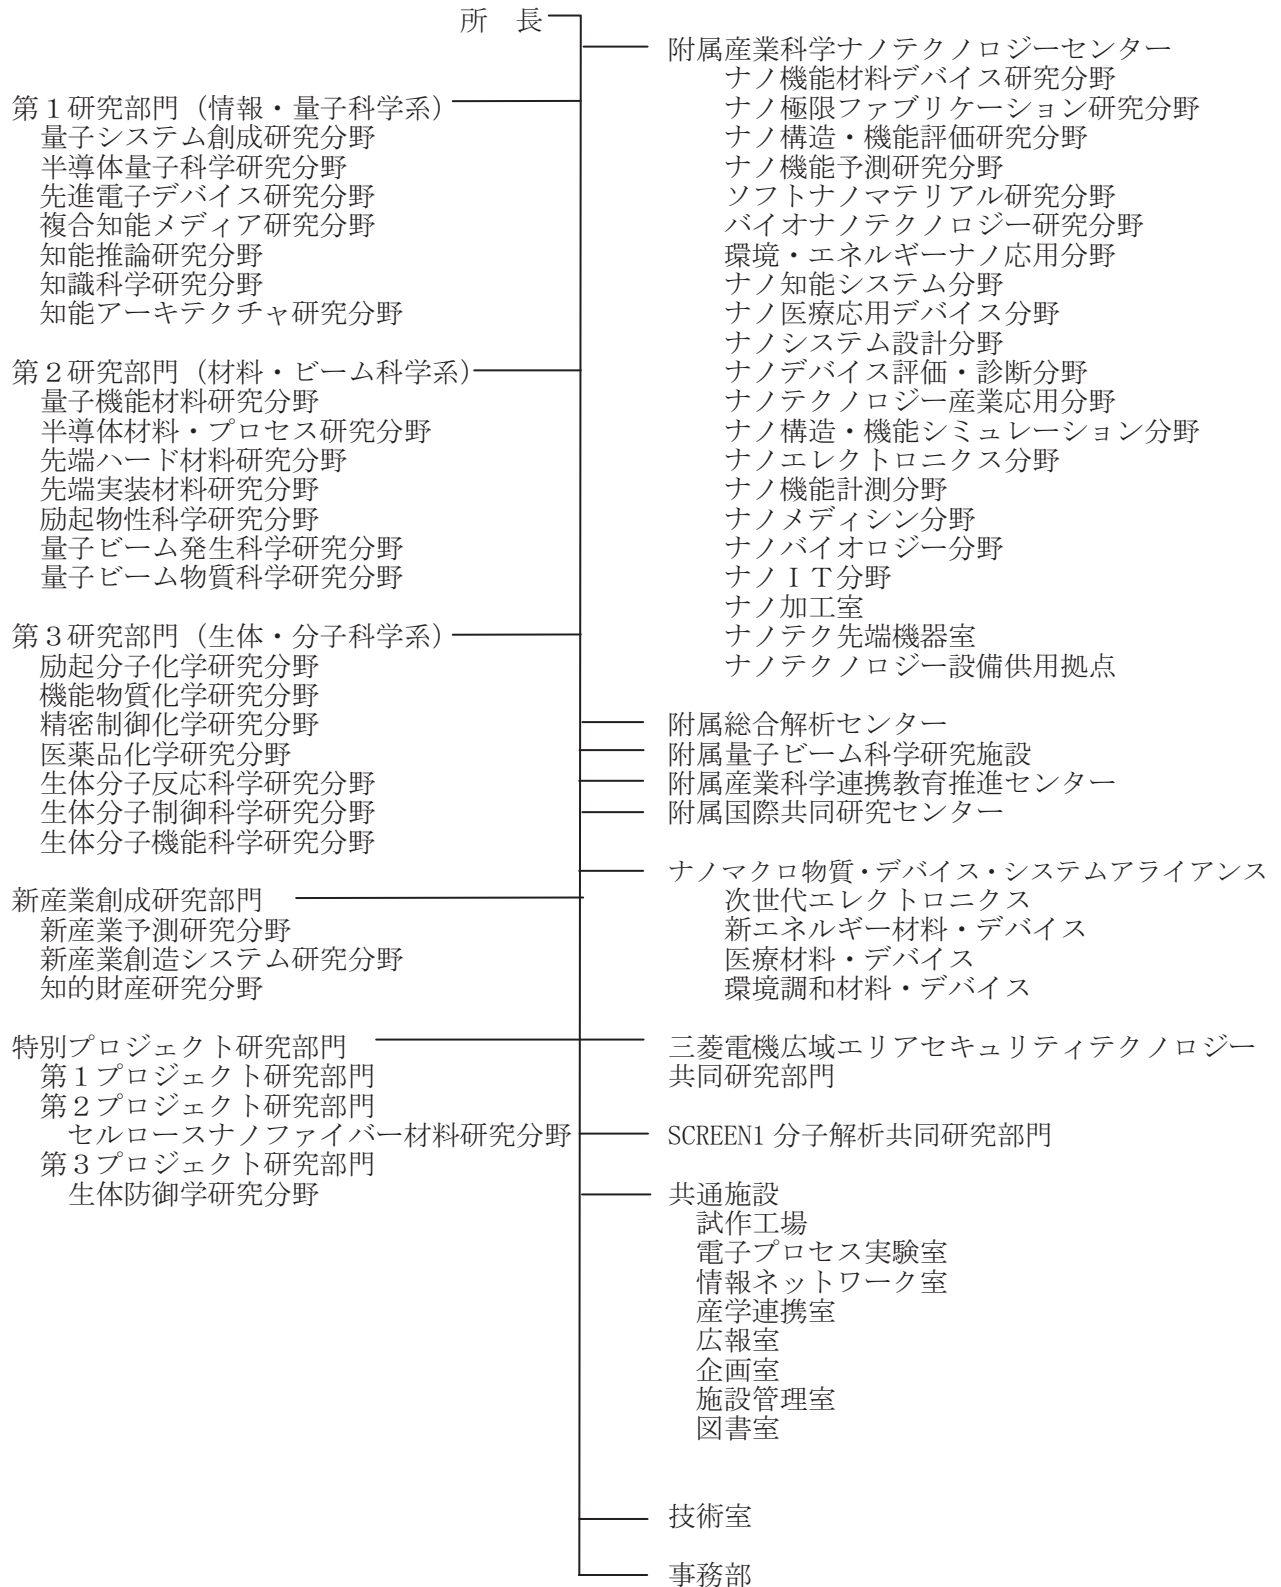 所　長
第１研究部門（情報・量子科学系）
量子システム創成研究分野
半導体量子科学研究分野
先進電子デバイス研究分野
複合知能メディア研究分野
知能推論研究分野
知識科学研究分野
知能アーキテクチャ研究分野
第２研究部門（材料・ビーム科学系）
量子機能材料研究分野
半導体材料・プロセス研究分野
先端ハード材料研究分野
先端実装材料研究分野
励起物性科学研究分野
量子ビーム発生科学研究分野
量子ビーム物質科学研究分野
第３研究部門（生体・分子科学系）
励起分子化学研究分野
機能物質化学研究分野
精密制御化学研究分野
医薬品化学研究分野
生体分子反応科学研究分野
生体分子制御科学研究分野
生体分子機能科学研究分野
新産業創成研究部門
新産業予測研究分野
新産業創造システム研究分野
知的財産研究分野
特別プロジェクト研究部門
第１プロジェクト研究部門
第２プロジェクト研究部門
セルロースナノファイバー材料研究分野
第３プロジェクト研究部門
生体防御学研究分野
附属産業科学ナノテクノロジーセンター
ナノ機能材料デバイス研究分野
ナノ極限ファブリケーション研究分野
ナノ構造・機能評価研究分野
ナノ機能予測研究分野
ソフトナノマテリアル研究分野
バイオナノテクノロジー研究分野
環境・エネルギーナノ応用分野
ナノ知能システム分野
ナノ医療応用デバイス分野
ナノシステム設計分野
ナノデバイス評価・診断分野
ナノテクノロジー産業応用分野
ナノ構造・機能シミュレーション分野
ナノエレクトロニクス分野
ナノ機能計測分野
ナノメディシン分野
ナノバイオロジー分野
ナノＩＴ分野
ナノ加工室
ナノテク先端機器室
ナノテクノロジー設備供用拠点
附属総合解析センター
附属量子ビーム科学研究施設
附属産業科学連携教育推進センター
附属国際共同研究センター
ナノマクロ物質・デバイス・システムアライアンス
次世代エレクトロニクス
新エネルギー材料・デバイス
医療材料・デバイス
環境調和材料・デバイス
三菱電機広域エリアセキュリティテクノロジー
共同研究部門
SCREEN1 分子解析共同研究部門
共通施設
試作工場
電子プロセス実験室
情報ネットワーク室
産学連携室
広報室
企画室
施設管理室
図書室
技術室
事務部